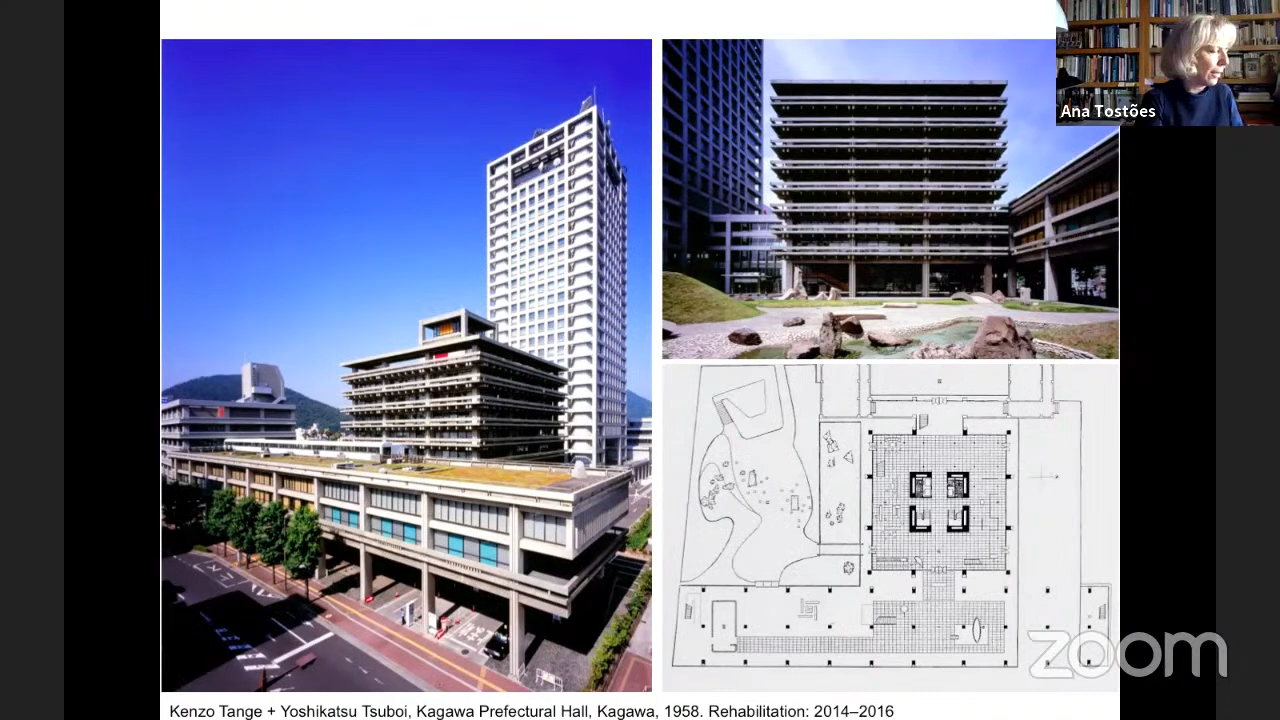 Ana Tostões
zoom
Kenzo Tange + Yoshikatsu Tsuboi, Kagawa Prefectural Hall, Kagawa, 1958. Rehabilitation: 2014–2016